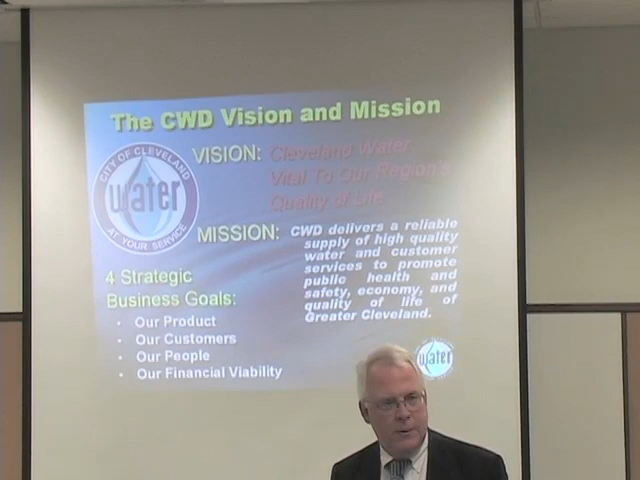 The CWD Vision and Mission
CITY OF CLEVELAND
water
AT YOUR SERVICE
VISION: Cleveland Water
Vital To Our Region's
Quality of Life
MISSION: CWD delivers a reliable
supply of high quality
water and customer
services to promote
public health and
safety, economy, and
quality of life of
Greater Cleveland.
4 Strategic
Business Goals:
• Our Product
• Our Customers
• Our People
• Our Financial Viability
water